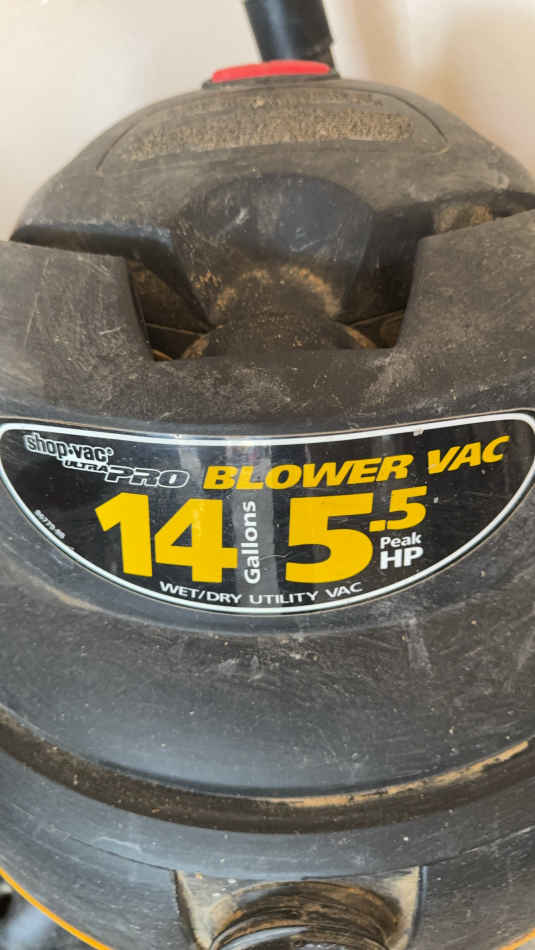 shop·vac®
ULTRA PRO BLOWER VAC
14 Gallons 5.5 Peak HP
WET/DRY UTILITY VAC